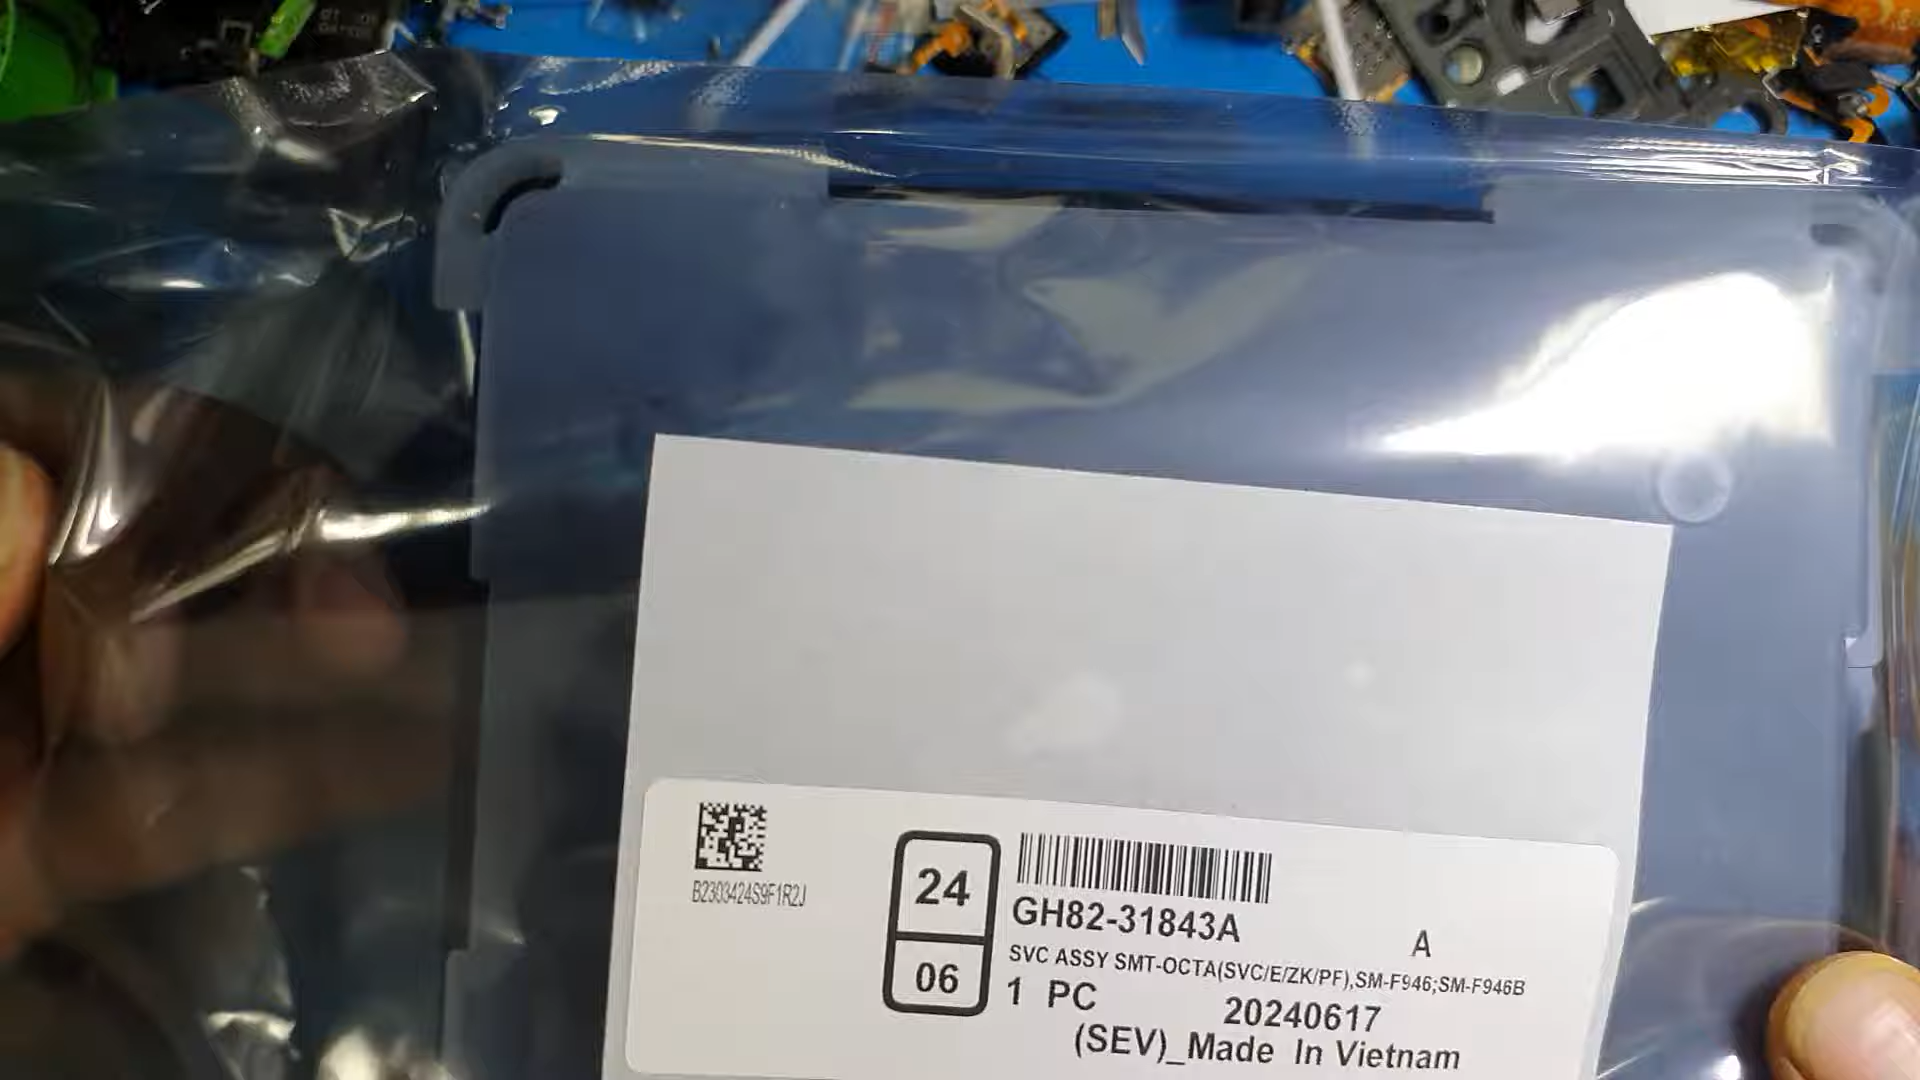 B2303424S9F1R2J
24
06
GH82-31843A
A
SVC ASSY SMT-OCTA(SVC/E/ZK/PF),SM-F946;SM-F946B
1 PC 20240617
(SEV)_Made In Vietnam